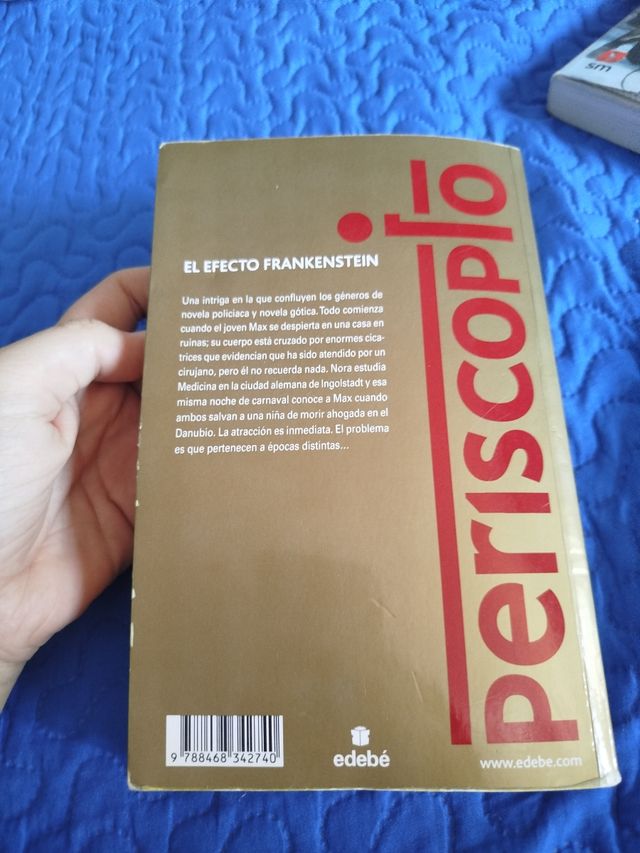 EL EFECTO FRANKENSTEIN
Una intriga en la que confluyen los géneros de
novela policiaca y novela gótica. Todo comienza
cuando el joven Max se despierta en una casa en
ruinas; su cuerpo está cruzado por enormes cica-
trices que evidencian que ha sido atendido por un
cirujano, pero él no recuerda nada. Nora estudia
Medicina en la ciudad alemana de Ingolstadt y esa
misma noche de carnaval conoce a Max cuando
ambos salvan a una niña de morir ahogada en el
Danubio. La atracción es inmediata. El problema
es que pertenecen a épocas distintas...
periscopio
9 788468 342740
edebé
www.edebe.com
sm